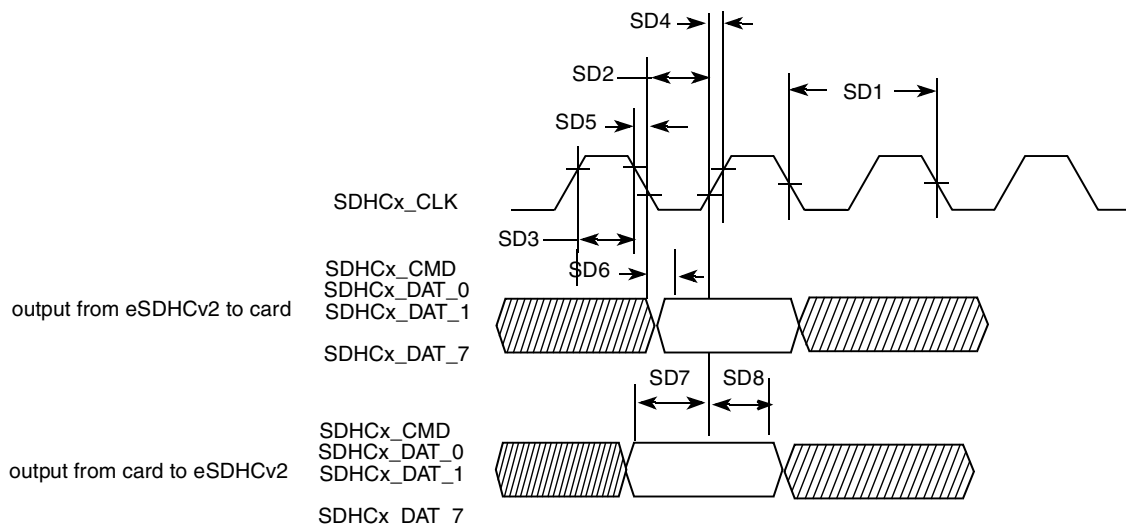 SD4
SD2
SD1
SD5
SDHCx_CLK
SD3
SDHCx_CMD
SD6
SDHCx_DAT_0
output from eSDHCv2 to card
SDHCx_DAT_1
SDHCx_DAT_7
SD7
SD8
SDHCx_CMD
SDHCx_DAT_0
output from card to eSDHCv2
SDHCx_DAT_1
SDHCx_DAT_7